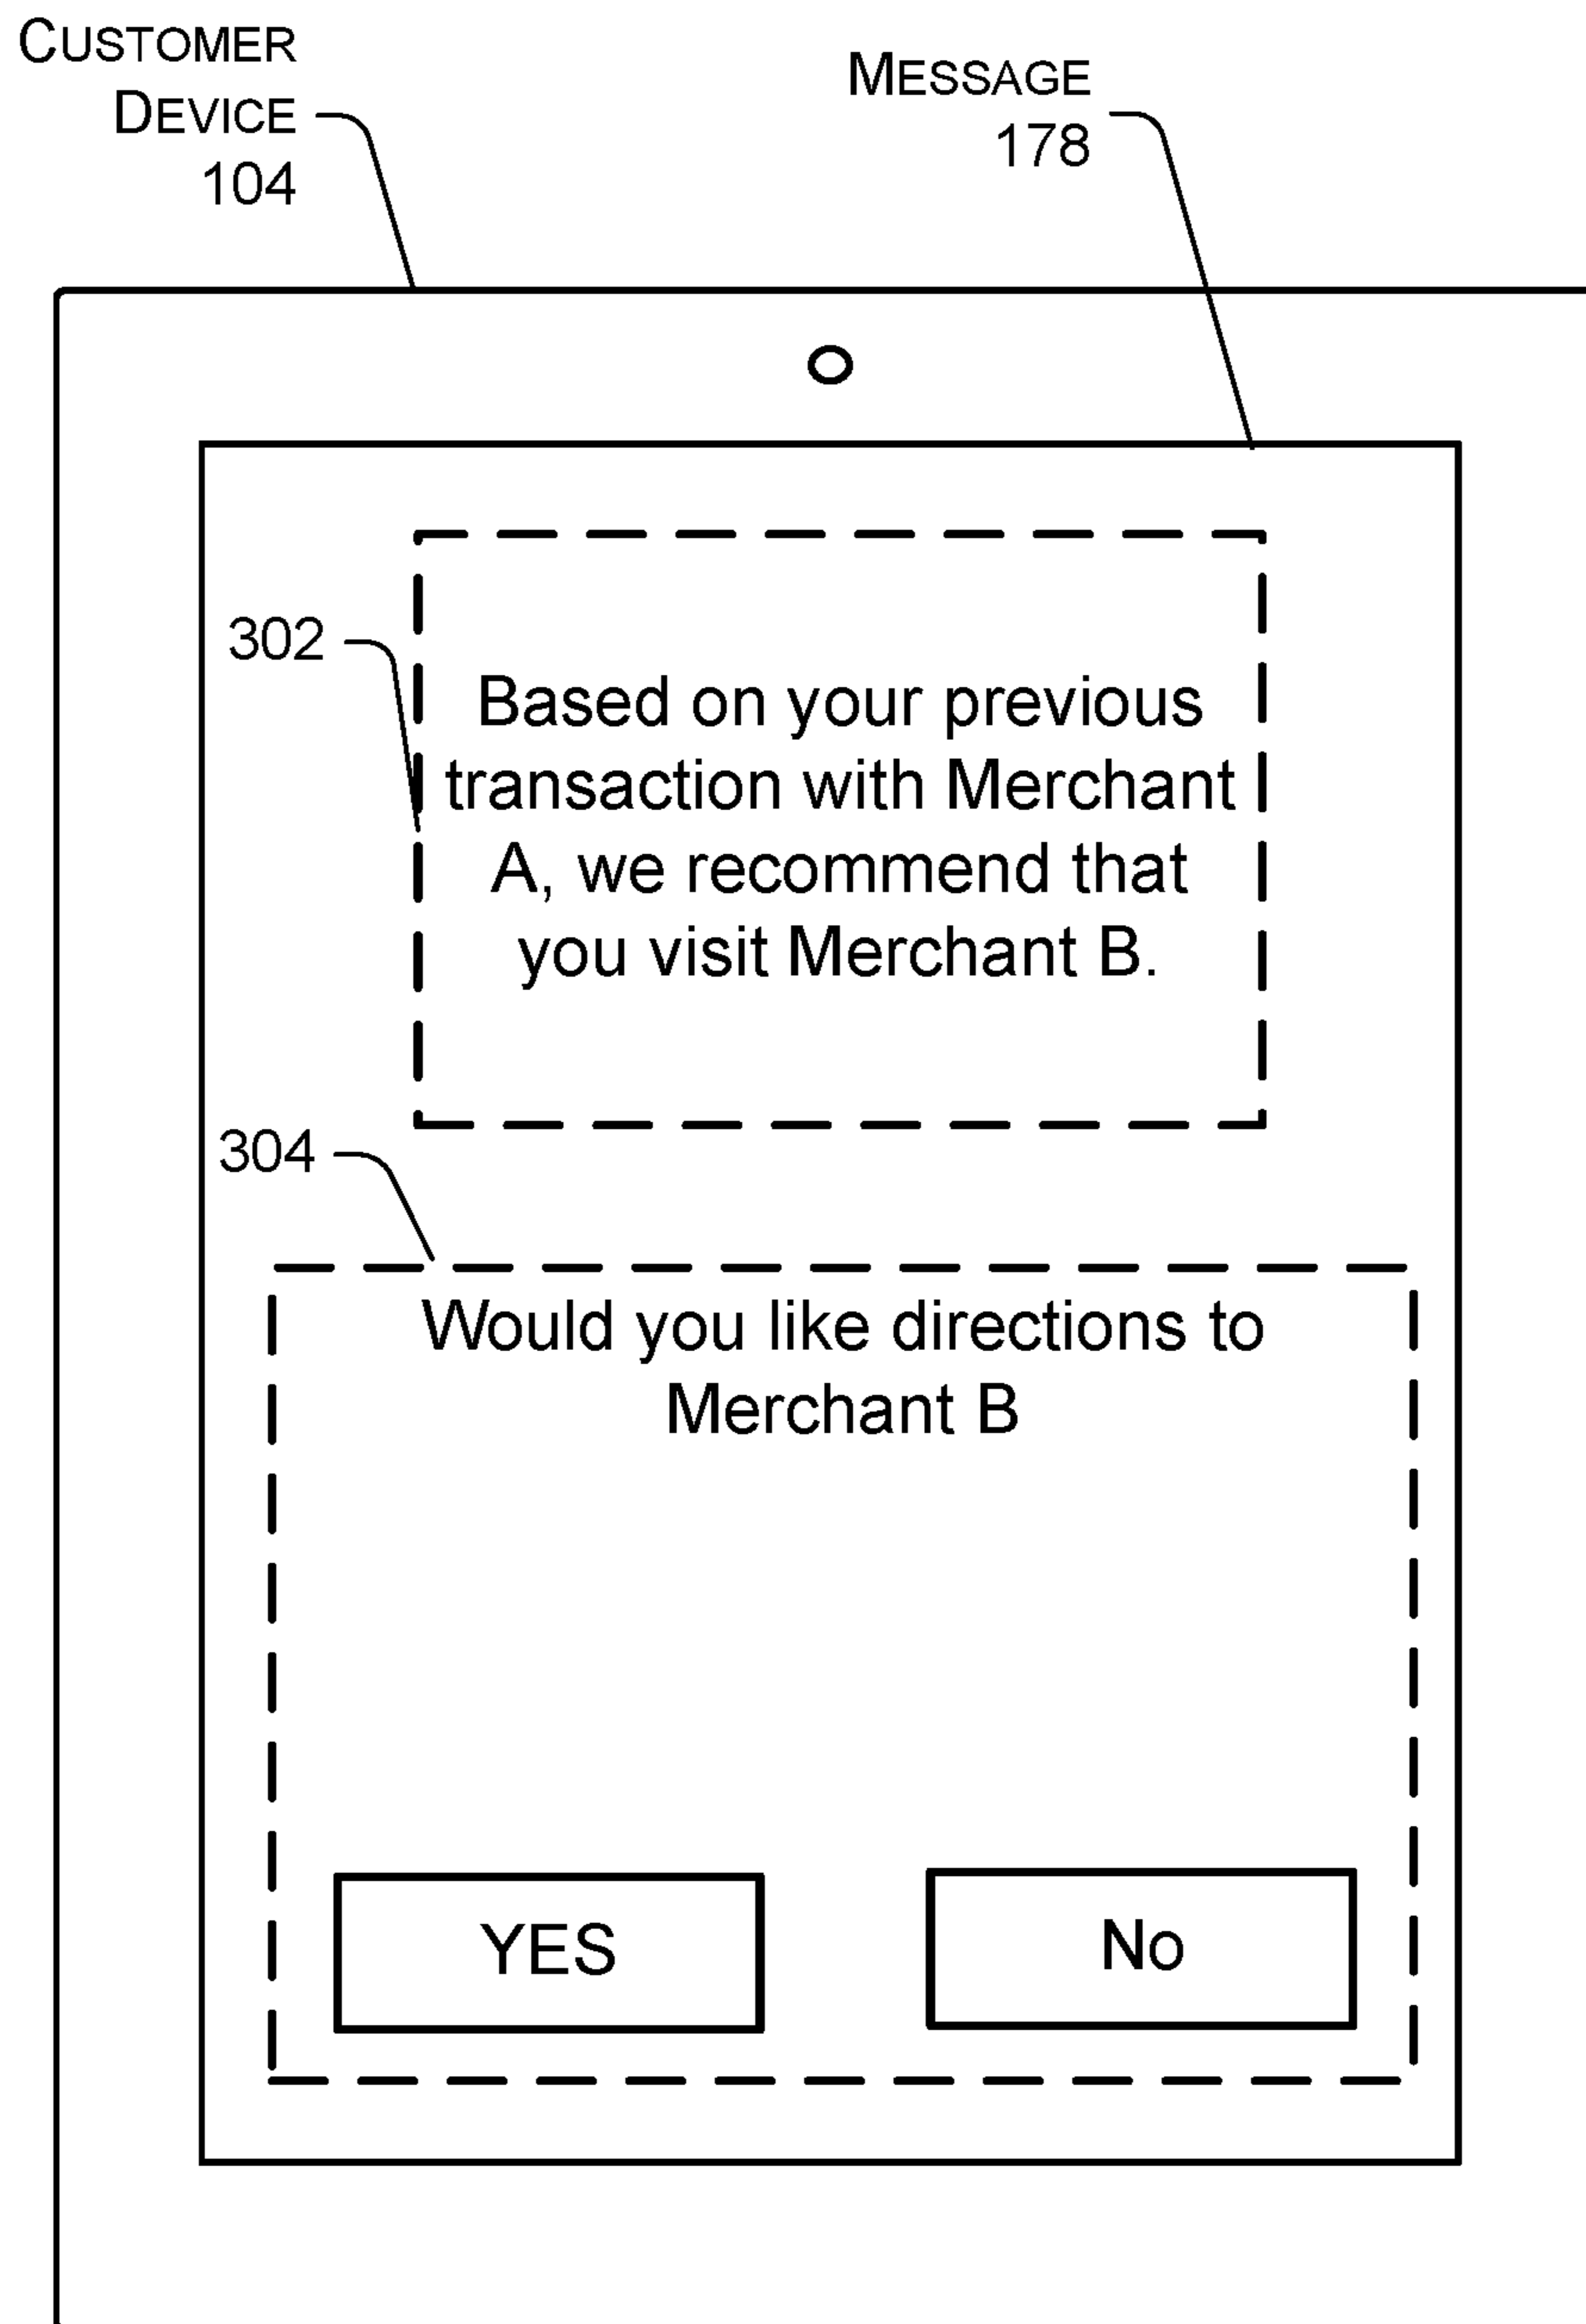 CUSTOMER
DEVICE
104
MESSAGE
178
302
Based on your previous
transaction with Merchant
A, we recommend that
you visit Merchant B.
304
Would you like directions to
Merchant B
YES
No